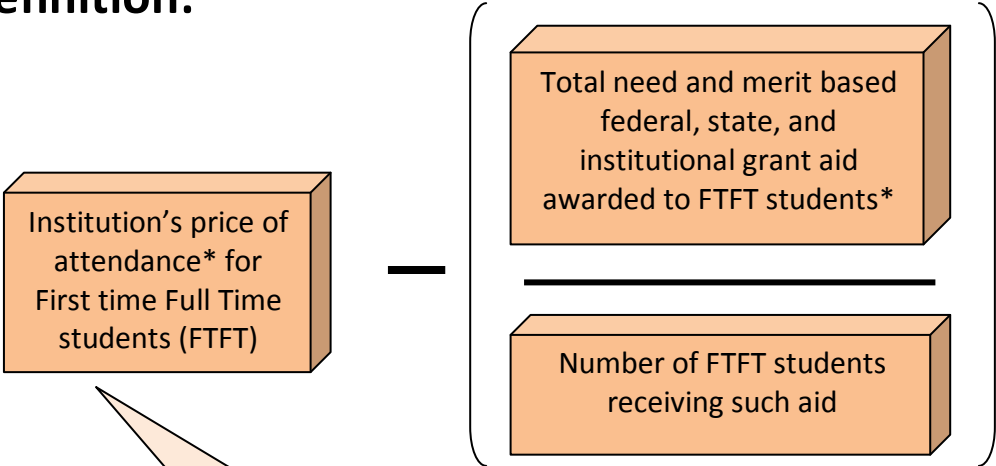 Total need and merit based
federal, state, and
institutional grant aid
awarded to FTFT students*
Institution's price of
attendance* for
First time Full Time
students (FTFT)
Number of FTFT students
receiving such aid